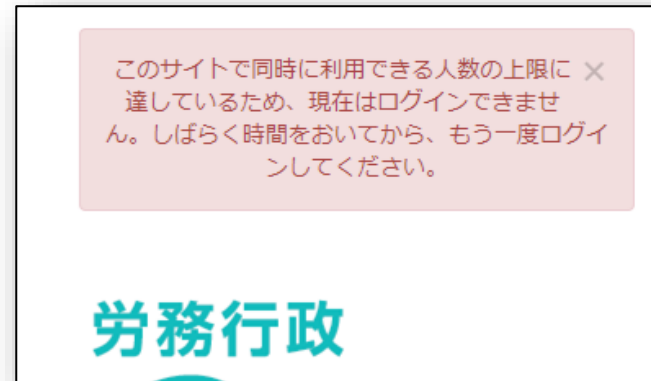 このサイトで同時に利用できる人数の上限に ×
達しているため、現在はログインできませ
ん。しばらく時間をおいてから、もう一度ログイ
ンしてください。
労務行政